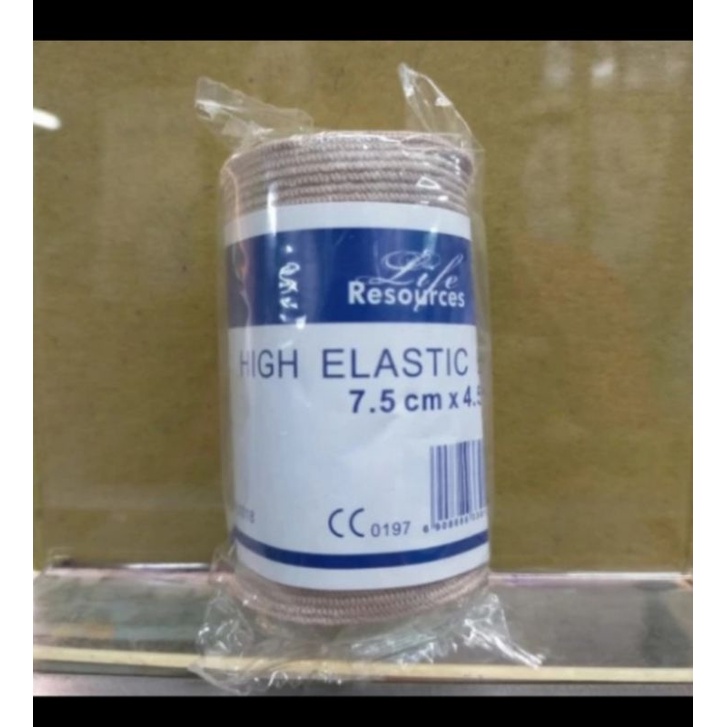 Life
Resources
HIGH ELASTIC
7.5 cm x 4.5
CE 0197